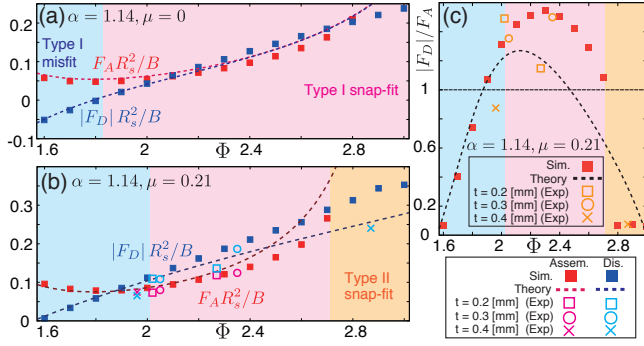 (a) α = 1.14, μ = 0
Type I
misfit
F_A R_s^2/B
|F_D| R_s^2/B
Type I snap-fit
0.2
0.1
0
0.1
1.6 2 Φ 2.4 2.8
(b) α = 1.14, μ = 0.21
|F_D| R_s^2/B
F_A R_s^2/B
Type II
snap-fit
0.3
0.2
0.1
0
1.6 2 Φ 2.4 2.8
(c)
|F_D|/F_A
1.4
1
0.6
0.2
0
α = 1.14, μ = 0.21
Sim.
Theory
t = 0.2 [mm] (Exp)
t = 0.3 [mm] (Exp)
t = 0.4 [mm] (Exp)
1.6 2 Φ 2.4 2.8
Assem. Dis.
Sim.
Theory
t = 0.2 [mm] (Exp)
t = 0.3 [mm] (Exp)
t = 0.4 [mm] (Exp)